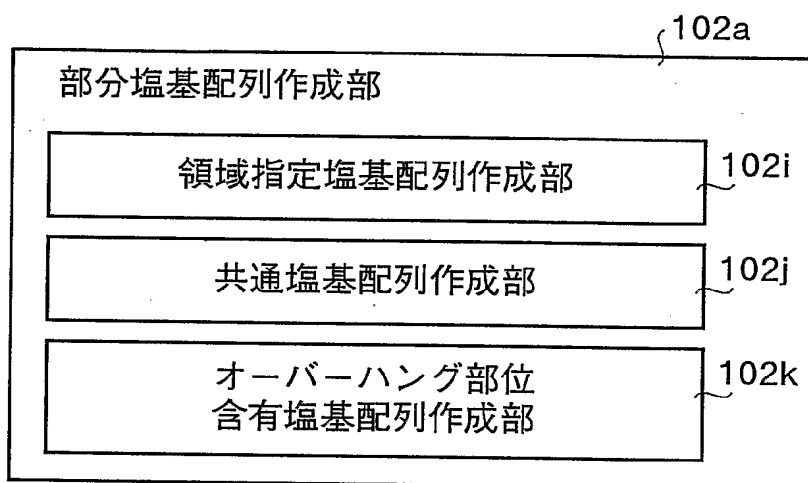 102a
部分塩基配列作成部
領域指定塩基配列作成部
102i
共通塩基配列作成部
102j
オーバーハング部位
含有塩基配列作成部
102k